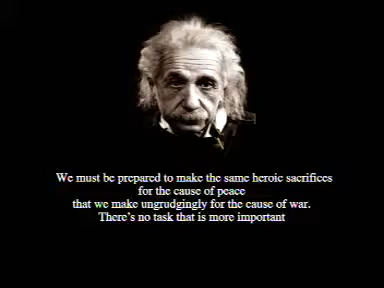 We must be prepared to make the same heroic sacrifices
for the cause of peace
that we make ungrudgingly for the cause of war.
There's no task that is more important